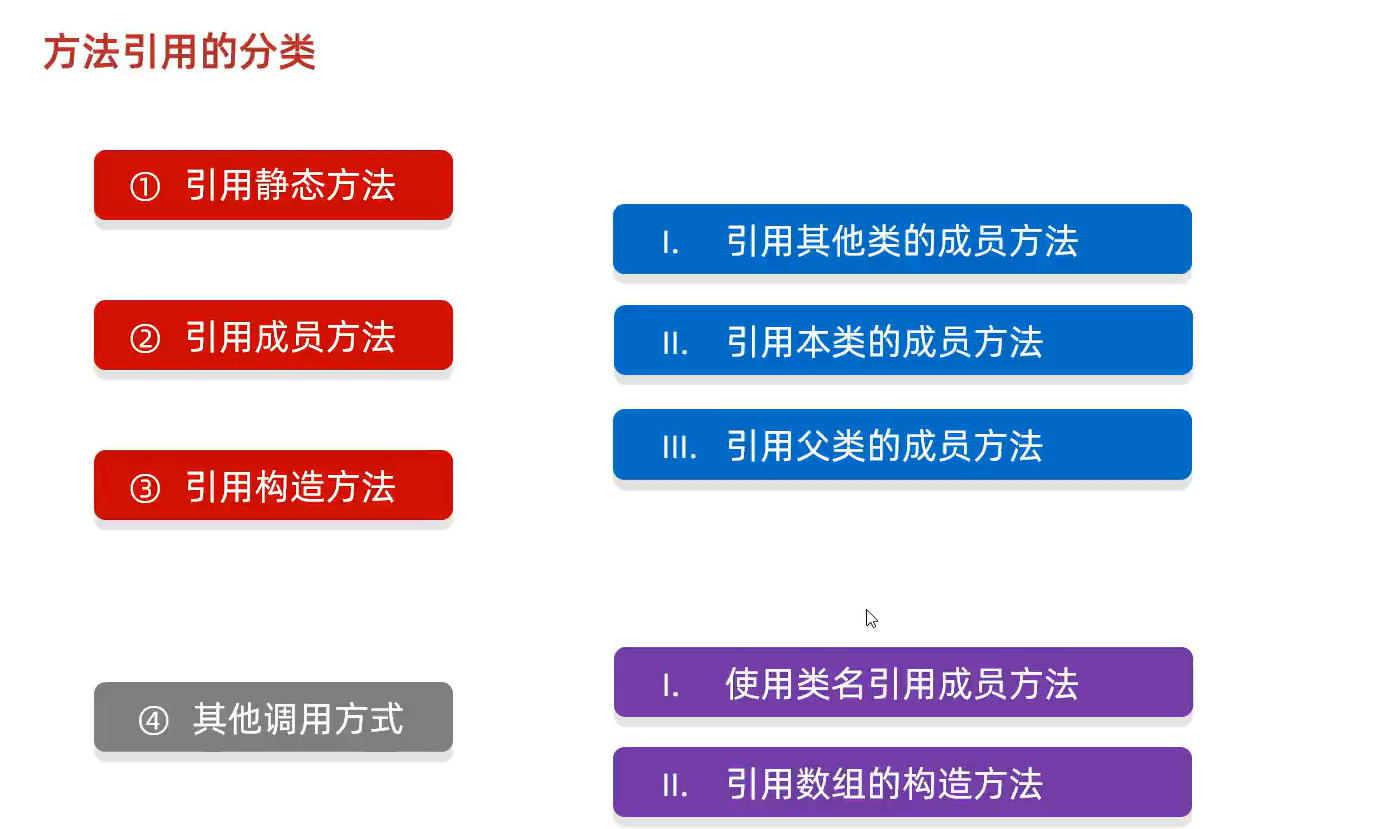 方法引用的分类
① 引用静态方法
② 引用成员方法
I. 引用其他类的成员方法
II. 引用本类的成员方法
III. 引用父类的成员方法
③ 引用构造方法
④ 其他调用方式
I. 使用类名引用成员方法
II. 引用数组的构造方法